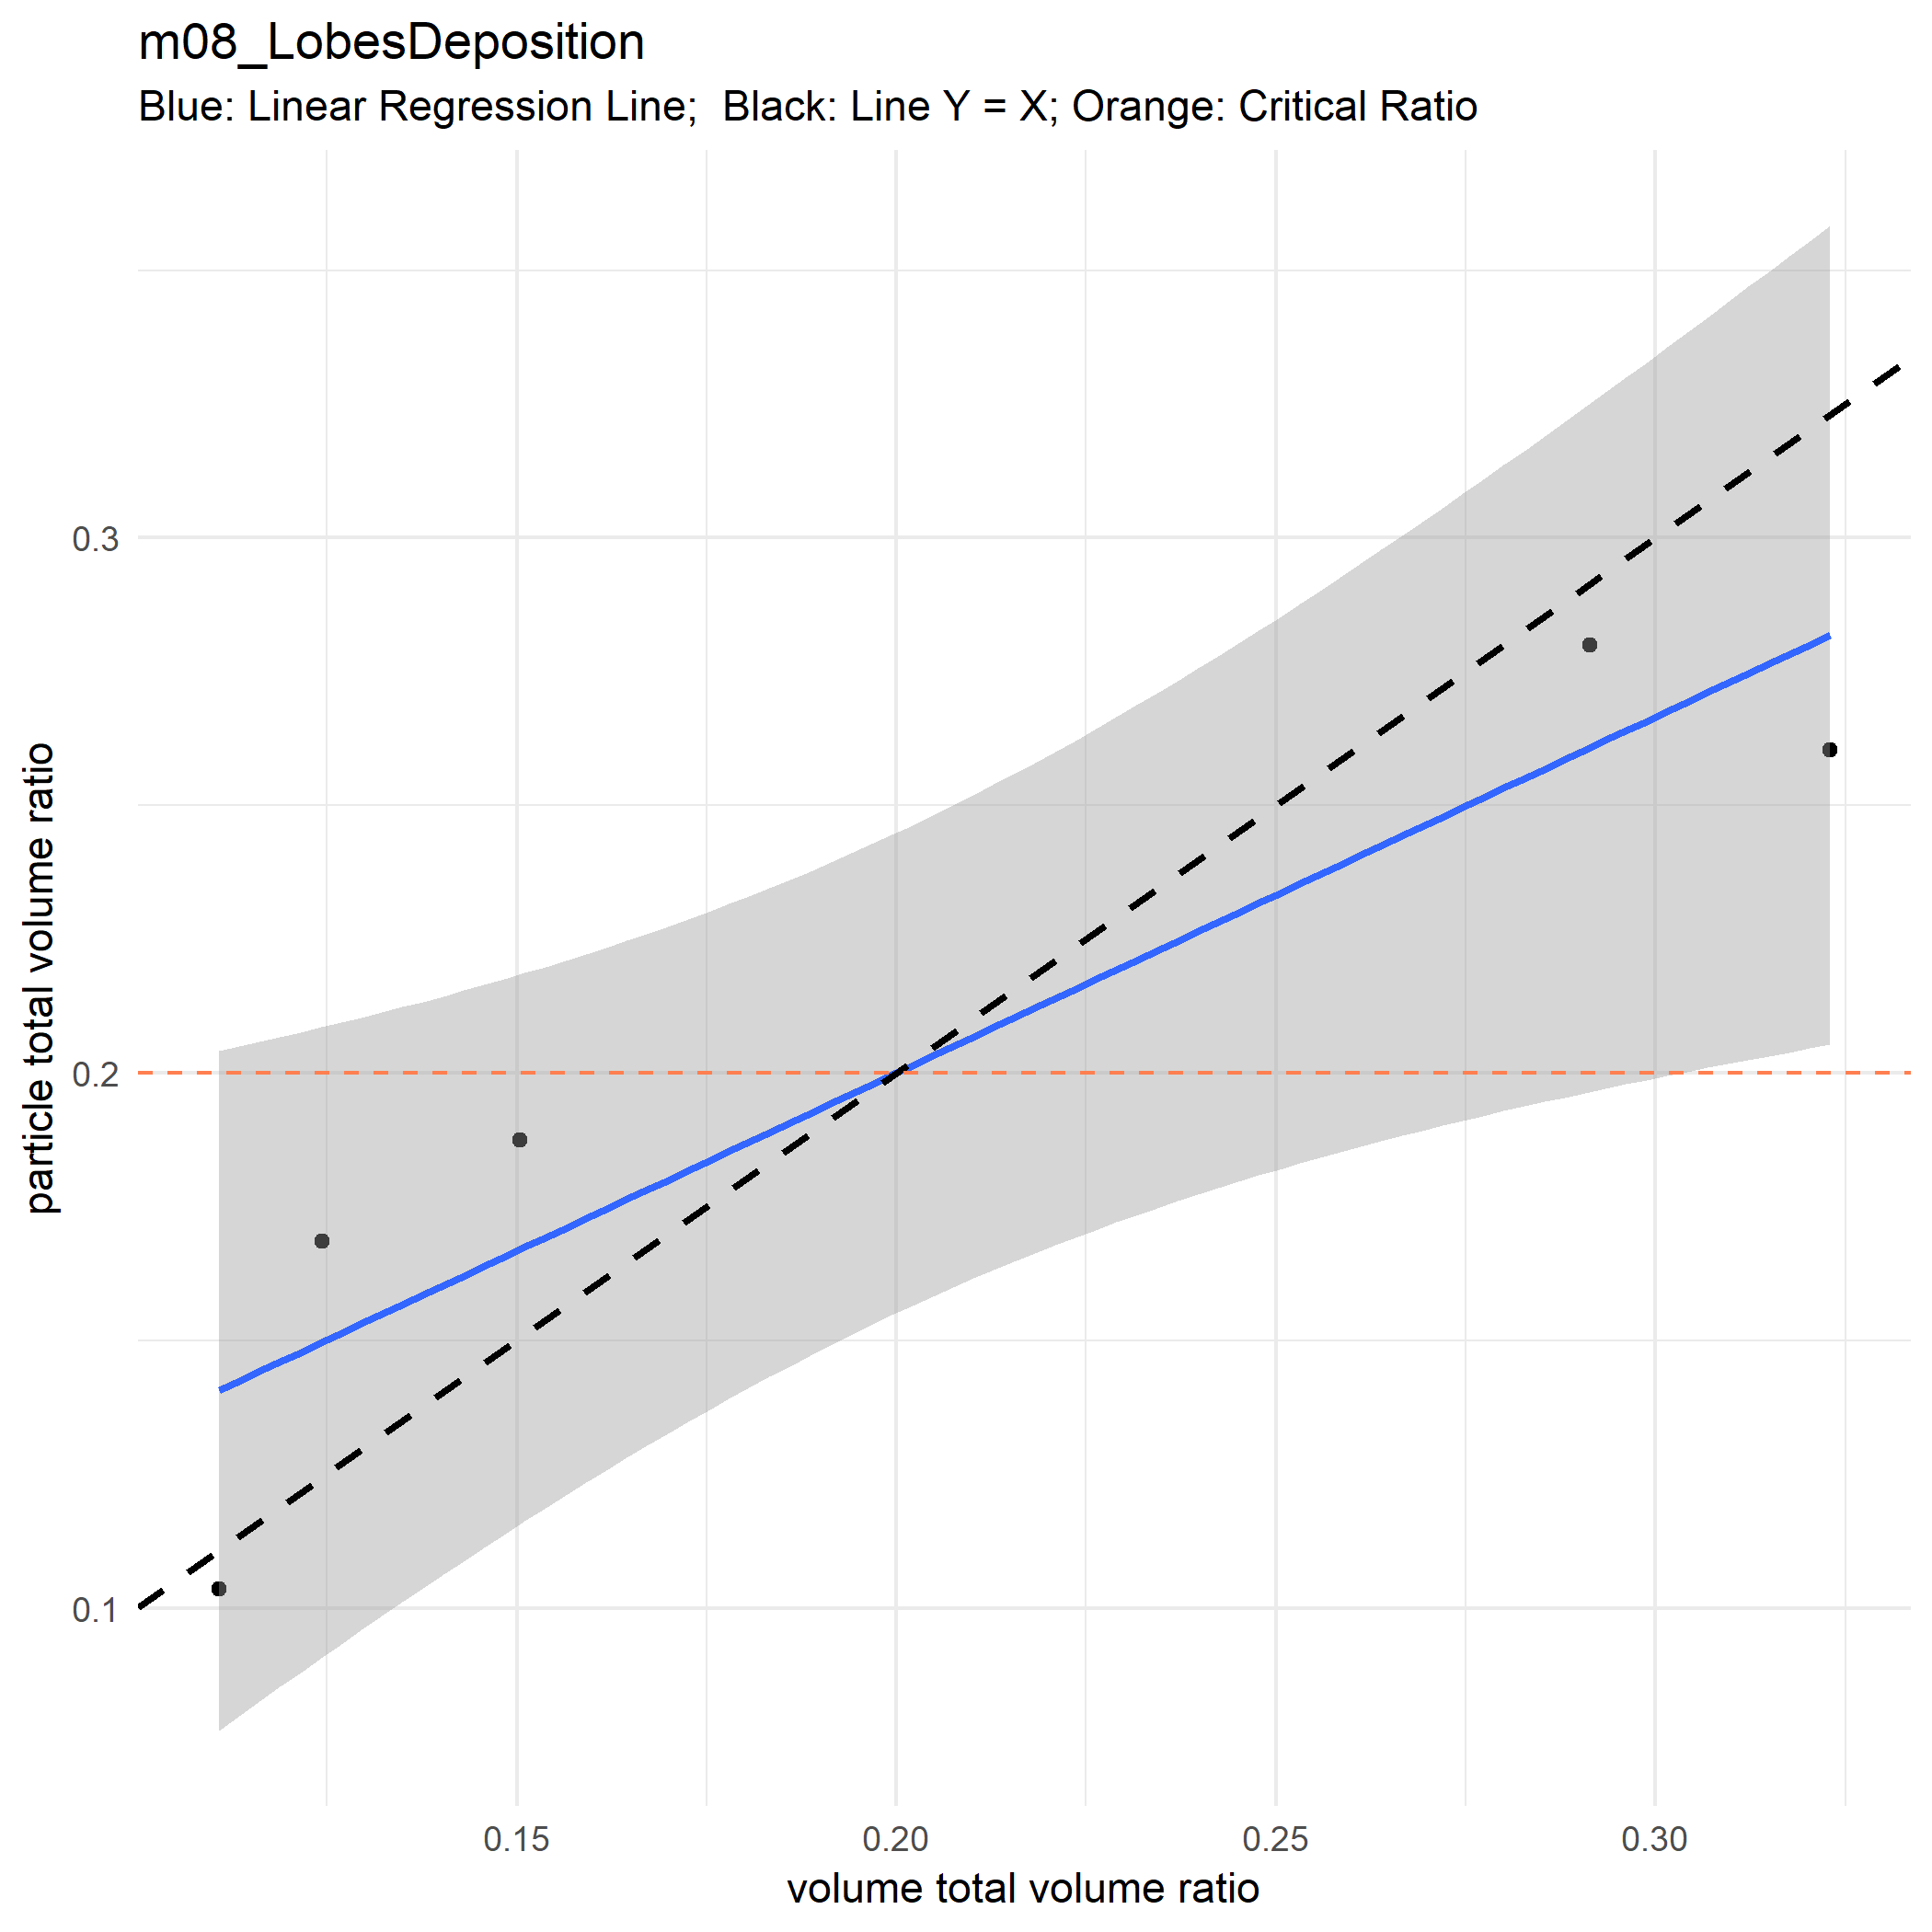 m08_LobesDeposition
Blue: Linear Regression Line;  Black: Line Y = X; Orange: Critical Ratio
particle total volume ratio
0.3
0.2
0.1
0.15 0.20 0.25 0.30
volume total volume ratio